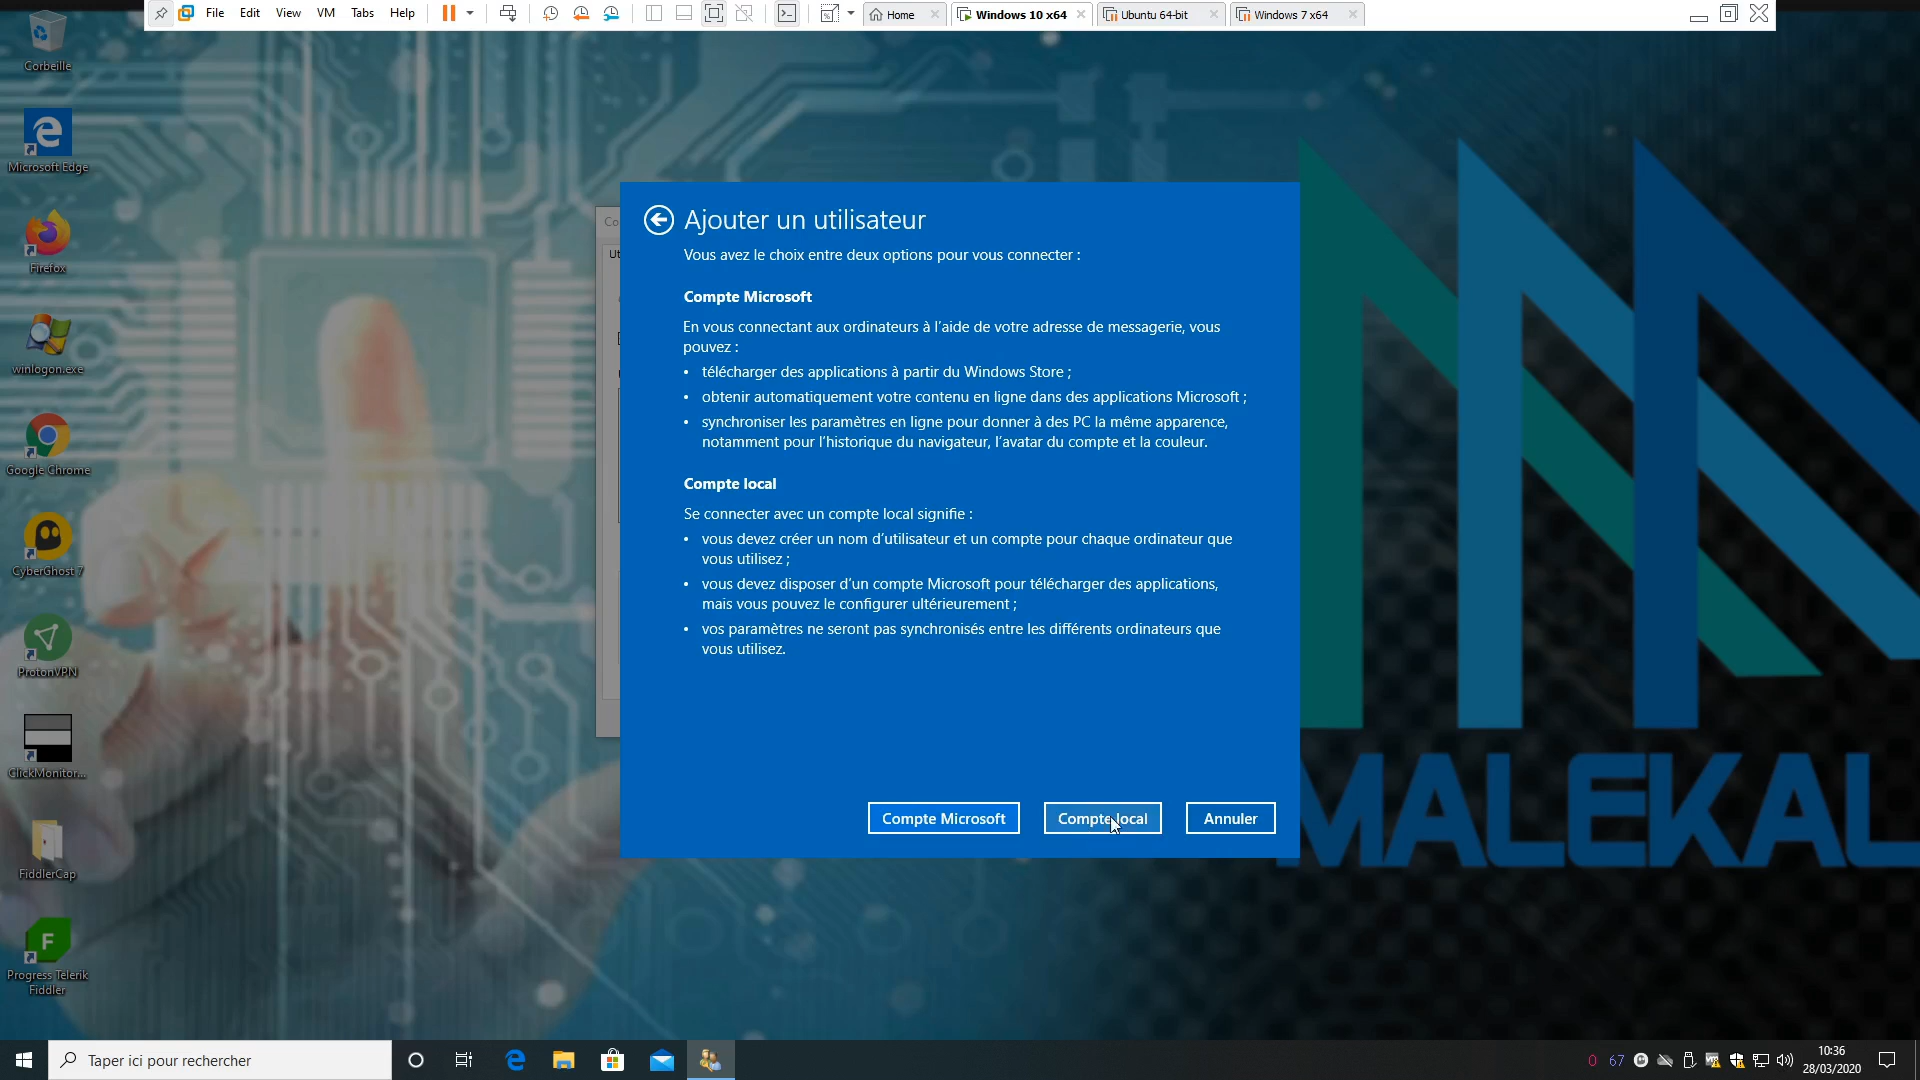 File Edit View VM Tabs Help
Home
Windows 10 x64
Ubuntu 64-bit
Windows 7 x64
Corbeille
Microsoft Edge
Firefox
winlogon.exe
Google Chrome
CyberGhost 7
ProtonVPN
ClickMonitor...
FiddlerCap
Progress Telerik
Fiddler
Co
Ut
Ajouter un utilisateur
Vous avez le choix entre deux options pour vous connecter :
Compte Microsoft
En vous connectant aux ordinateurs à l'aide de votre adresse de messagerie, vous
pouvez :
• télécharger des applications à partir du Windows Store ;
• obtenir automatiquement votre contenu en ligne dans des applications Microsoft ;
• synchroniser les paramètres en ligne pour donner à des PC la même apparence,
notamment pour l'historique du navigateur, l'avatar du compte et la couleur.
Compte local
Se connecter avec un compte local signifie :
• vous devez créer un nom d'utilisateur et un compte pour chaque ordinateur que
vous utilisez ;
• vous devez disposer d'un compte Microsoft pour télécharger des applications,
mais vous pouvez le configurer ultérieurement ;
• vos paramètres ne seront pas synchronisés entre les différents ordinateurs que
vous utilisez.
Compte Microsoft
Compte local
Annuler
MALEKAL
Taper ici pour rechercher
0 67
10:36
28/03/2020